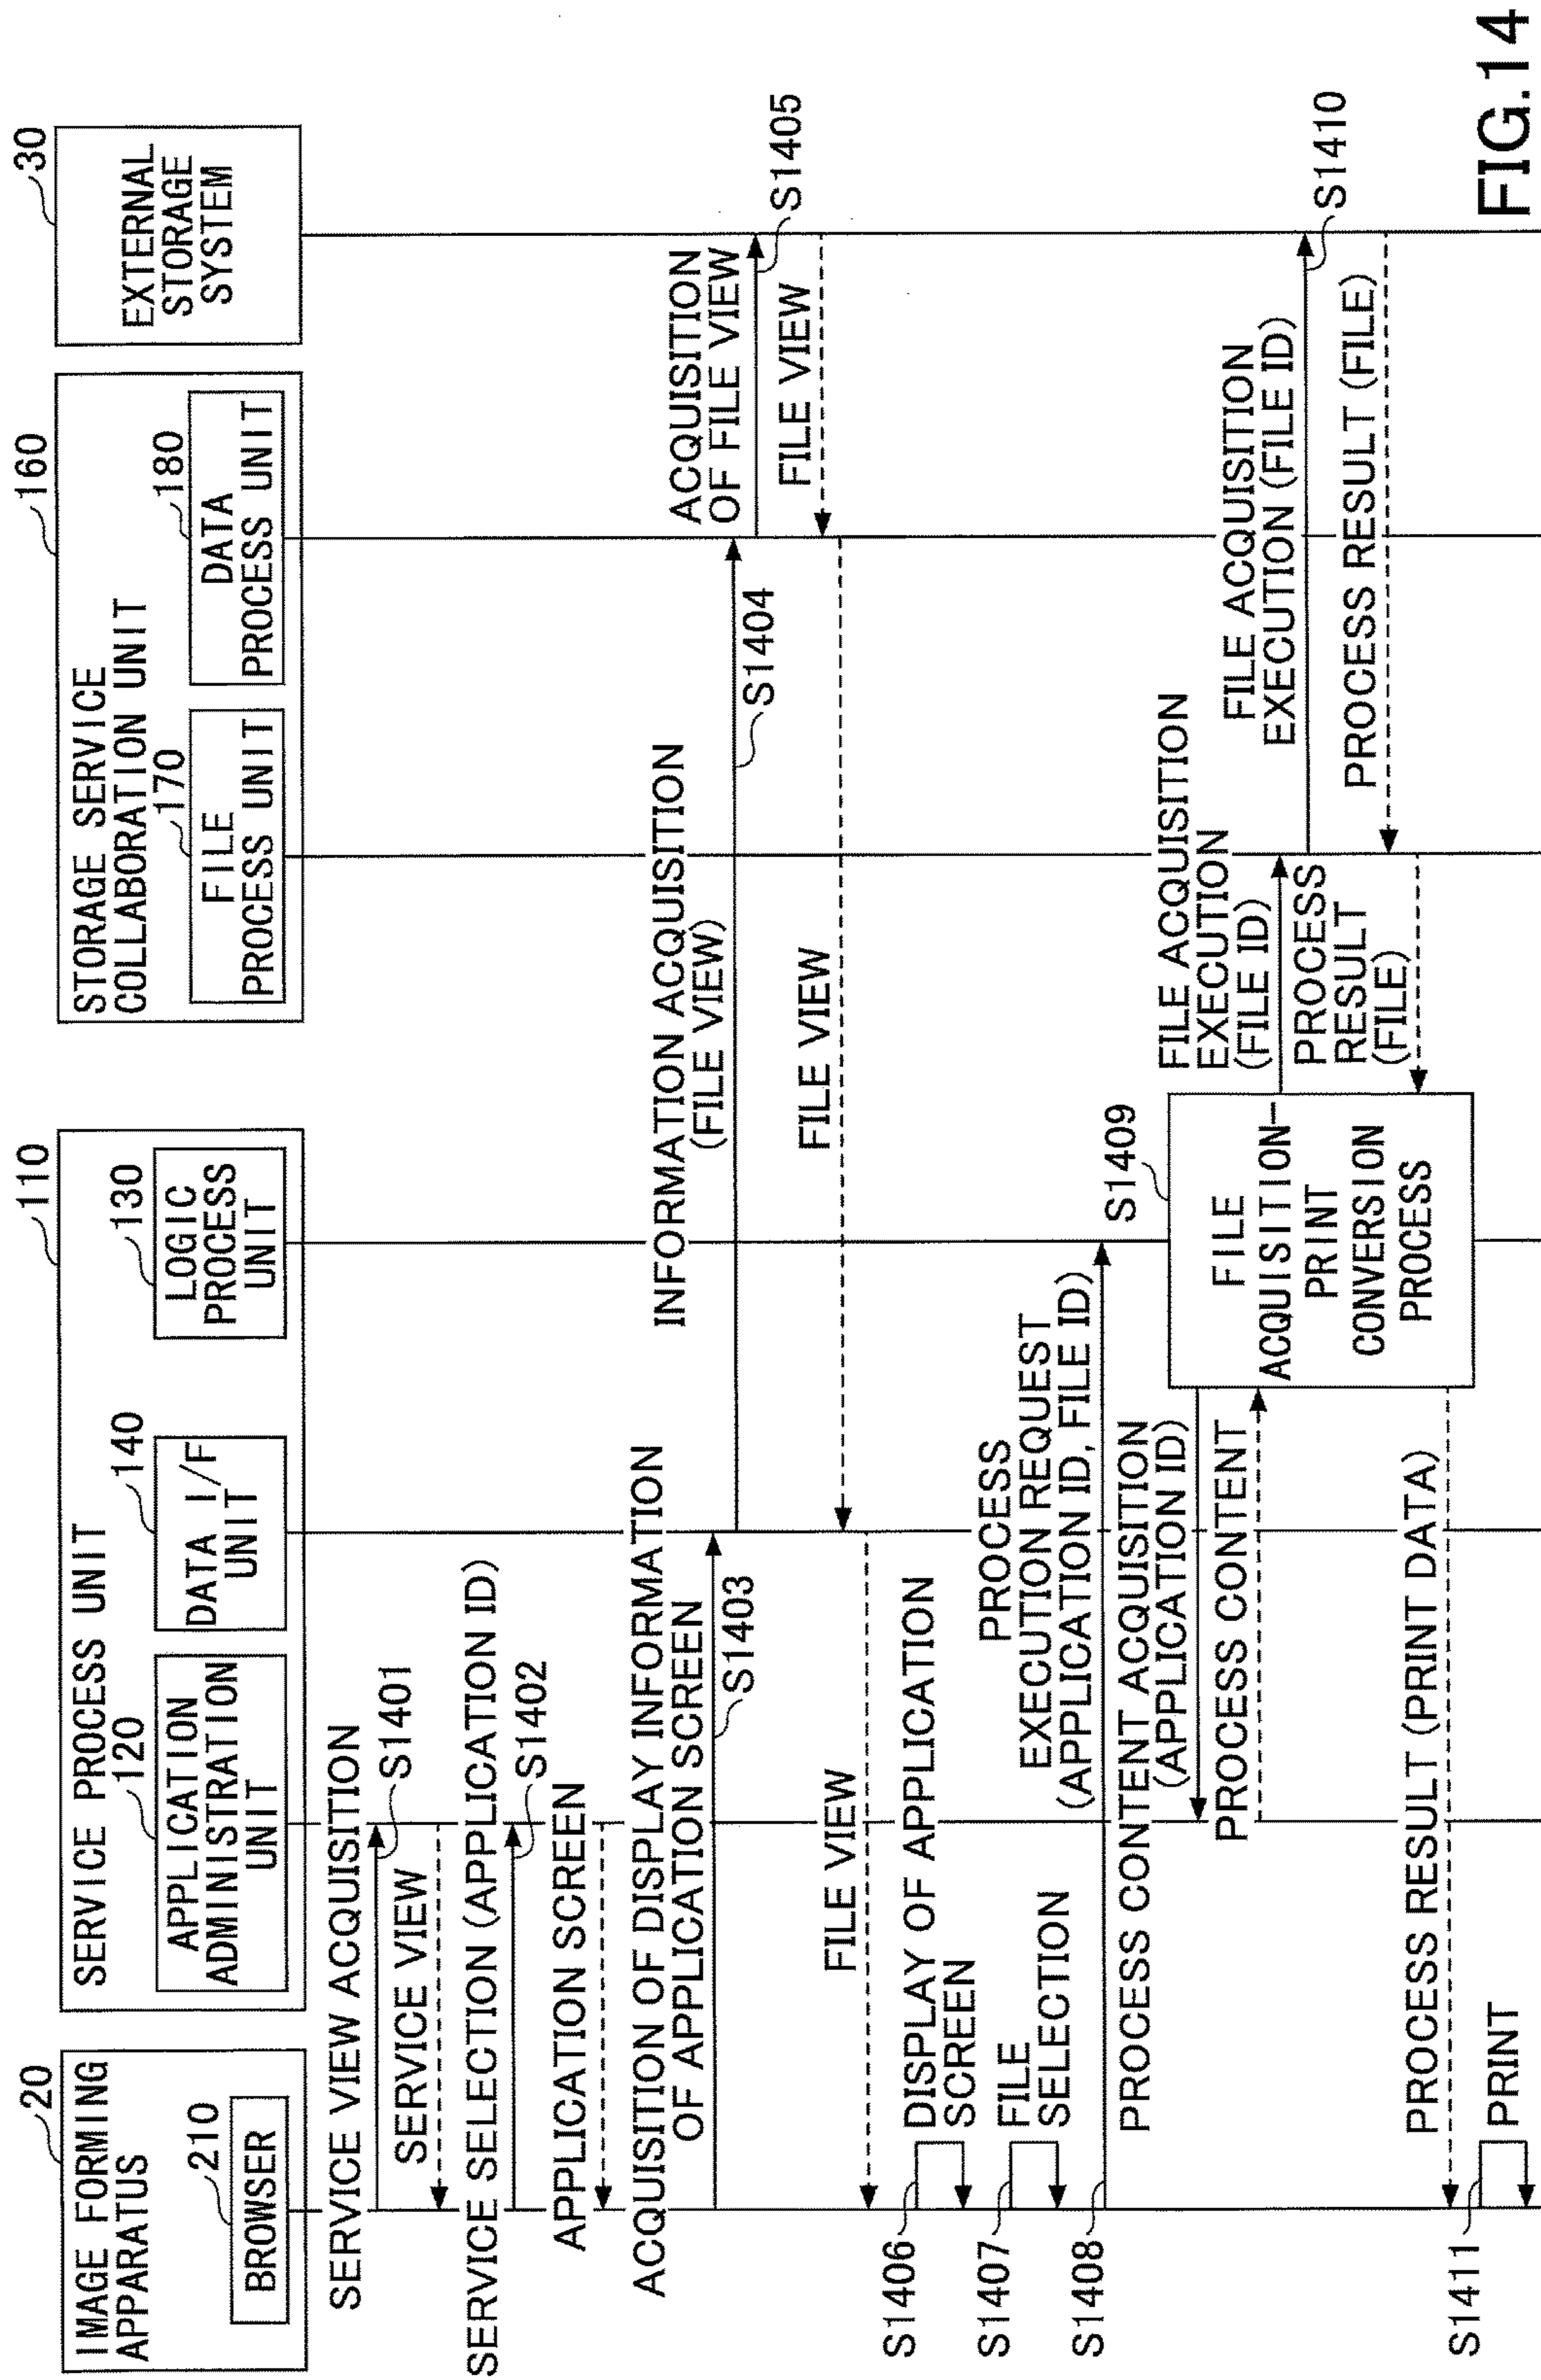 20
IMAGE FORMING
APPARATUS
210
BROWSER
110
SERVICE PROCESS UNIT
120
APPLICATION
ADMINISTRATION
UNIT
140
DATA I/F
UNIT
130
LOGIC
PROCESS
UNIT
160
STORAGE SERVICE
COLLABORATION UNIT
170
FILE
PROCESS UNIT
180
DATA
PROCESS UNIT
30
EXTERNAL
STORAGE
SYSTEM
SERVICE VIEW ACQUISITION
S1401
SERVICE VIEW
SERVICE SELECTION (APPLICATION ID)
S1402
APPLICATION SCREEN
ACQUISITION OF DISPLAY INFORMATION
OF APPLICATION SCREEN
S1403
INFORMATION ACQUISITION
(FILE VIEW)
S1404
ACQUISITION
OF FILE VIEW
S1405
FILE VIEW
FILE VIEW
FILE VIEW
S1406
DISPLAY OF APPLICATION
SCREEN
S1407
FILE
SELECTION
S1408
PROCESS
EXECUTION REQUEST
(APPLICATION ID, FILE ID)
PROCESS CONTENT ACQUISITION
(APPLICATION ID)
PROCESS CONTENT
S1409
FILE
ACQUISITION-
PRINT
CONVERSION
PROCESS
FILE ACQUISITION
EXECUTION
(FILE ID)
FILE ACQUISITION
EXECUTION (FILE ID)
S1410
PROCESS RESULT (FILE)
PROCESS
RESULT
(FILE)
PROCESS RESULT (PRINT DATA)
S1411
PRINT
FIG.14